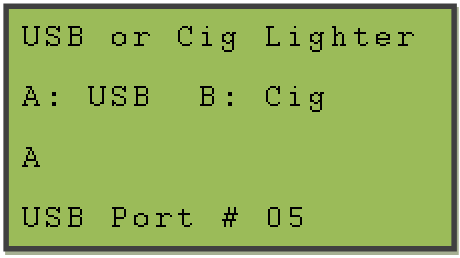 USB or Cig Lighter
A: USB  B: Cig
A
USB Port # 05